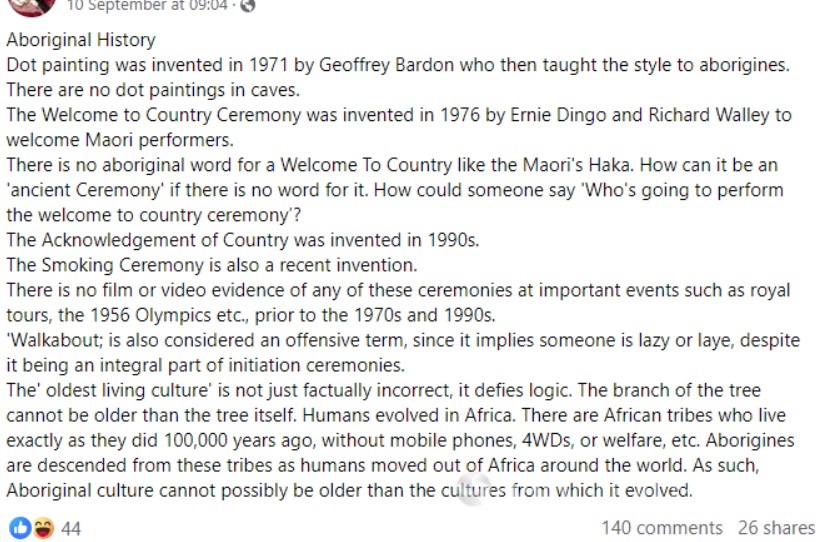 10 September at 09:04 ·
Aboriginal History
Dot painting was invented in 1971 by Geoffrey Bardon who then taught the style to aborigines.
There are no dot paintings in caves.
The Welcome to Country Ceremony was invented in 1976 by Ernie Dingo and Richard Walley to
welcome Maori performers.
There is no aboriginal word for a Welcome To Country like the Maori's Haka. How can it be an
'ancient Ceremony' if there is no word for it. How could someone say 'Who's going to perform
the welcome to country ceremony'?
The Acknowledgement of Country was invented in 1990s.
The Smoking Ceremony is also a recent invention.
There is no film or video evidence of any of these ceremonies at important events such as royal
tours, the 1956 Olympics etc., prior to the 1970s and 1990s.
'Walkabout; is also considered an offensive term, since it implies someone is lazy or laye, despite
it being an integral part of initiation ceremonies.
The' oldest living culture' is not just factually incorrect, it defies logic. The branch of the tree
cannot be older than the tree itself. Humans evolved in Africa. There are African tribes who live
exactly as they did 100,000 years ago, without mobile phones, 4WDs, or welfare, etc. Aborigines
are descended from these tribes as humans moved out of Africa around the world. As such,
Aboriginal culture cannot possibly be older than the cultures from which it evolved.
44 140 comments 26 shares